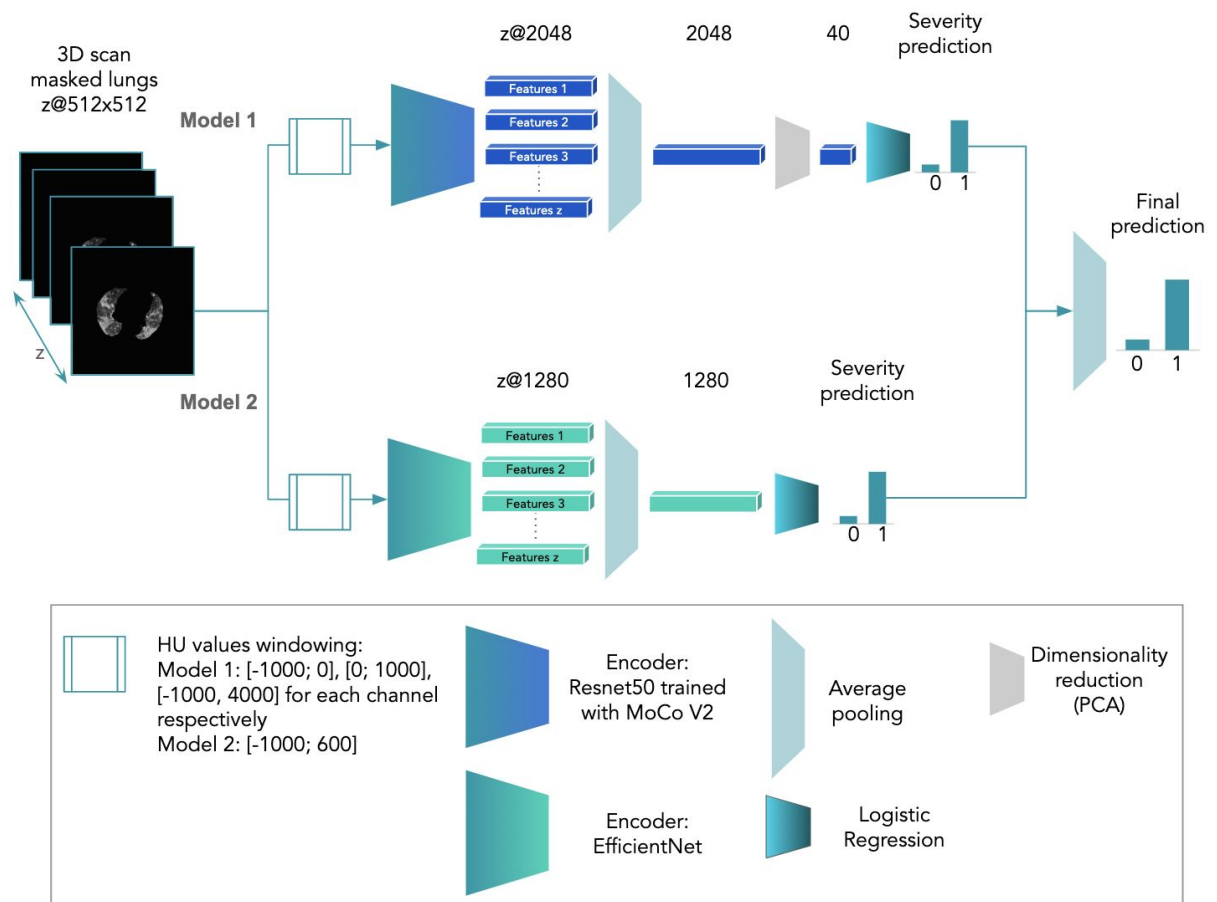 3D scan
masked lungs
z@512x512
z
Model 1
z@2048
2048
40
Severity
prediction
Features 1
Features 2
Features 3
Features z
0 1
Model 2
z@1280
1280
Severity
prediction
Features 1
Features 2
Features 3
Features z
0 1
Final
prediction
0 1
HU values windowing:
Model 1: [-1000; 0], [0; 1000],
[-1000, 4000] for each channel
respectively
Model 2: [-1000; 600]
Encoder:
Resnet50 trained
with MoCo V2
Encoder:
EfficientNet
Average
pooling
Logistic
Regression
Dimensionality
reduction
(PCA)